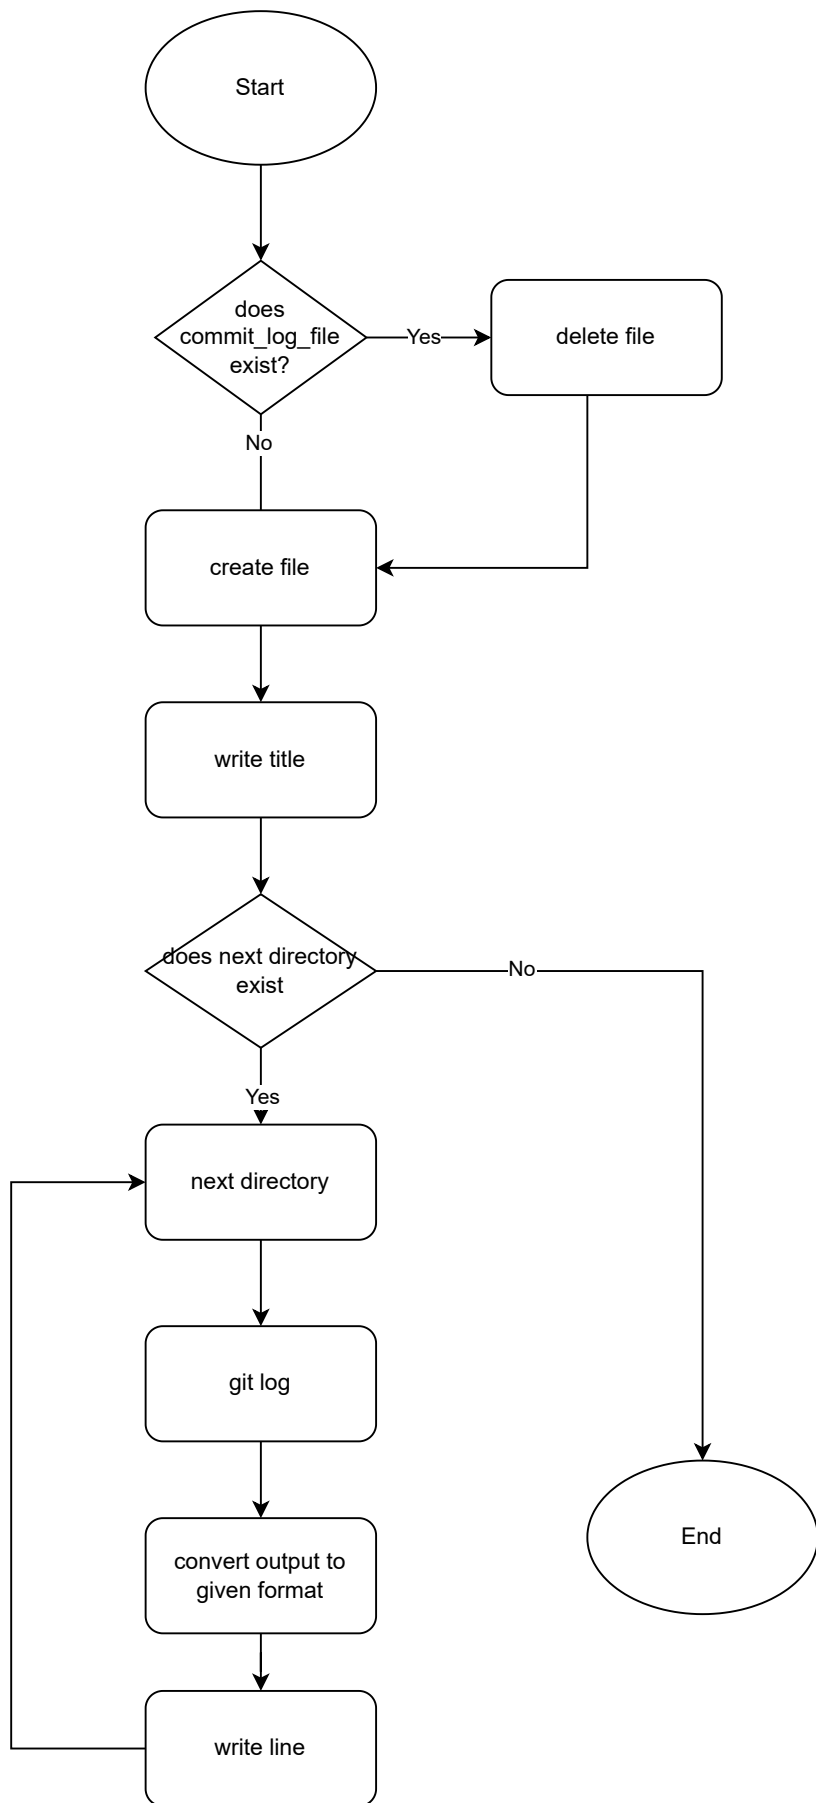 Start
does
commit_log_file
exist?
Yes
delete file
No
create file
write title
does next directory
exist
No
Yes
next directory
git log
convert output to
given format
End
write line